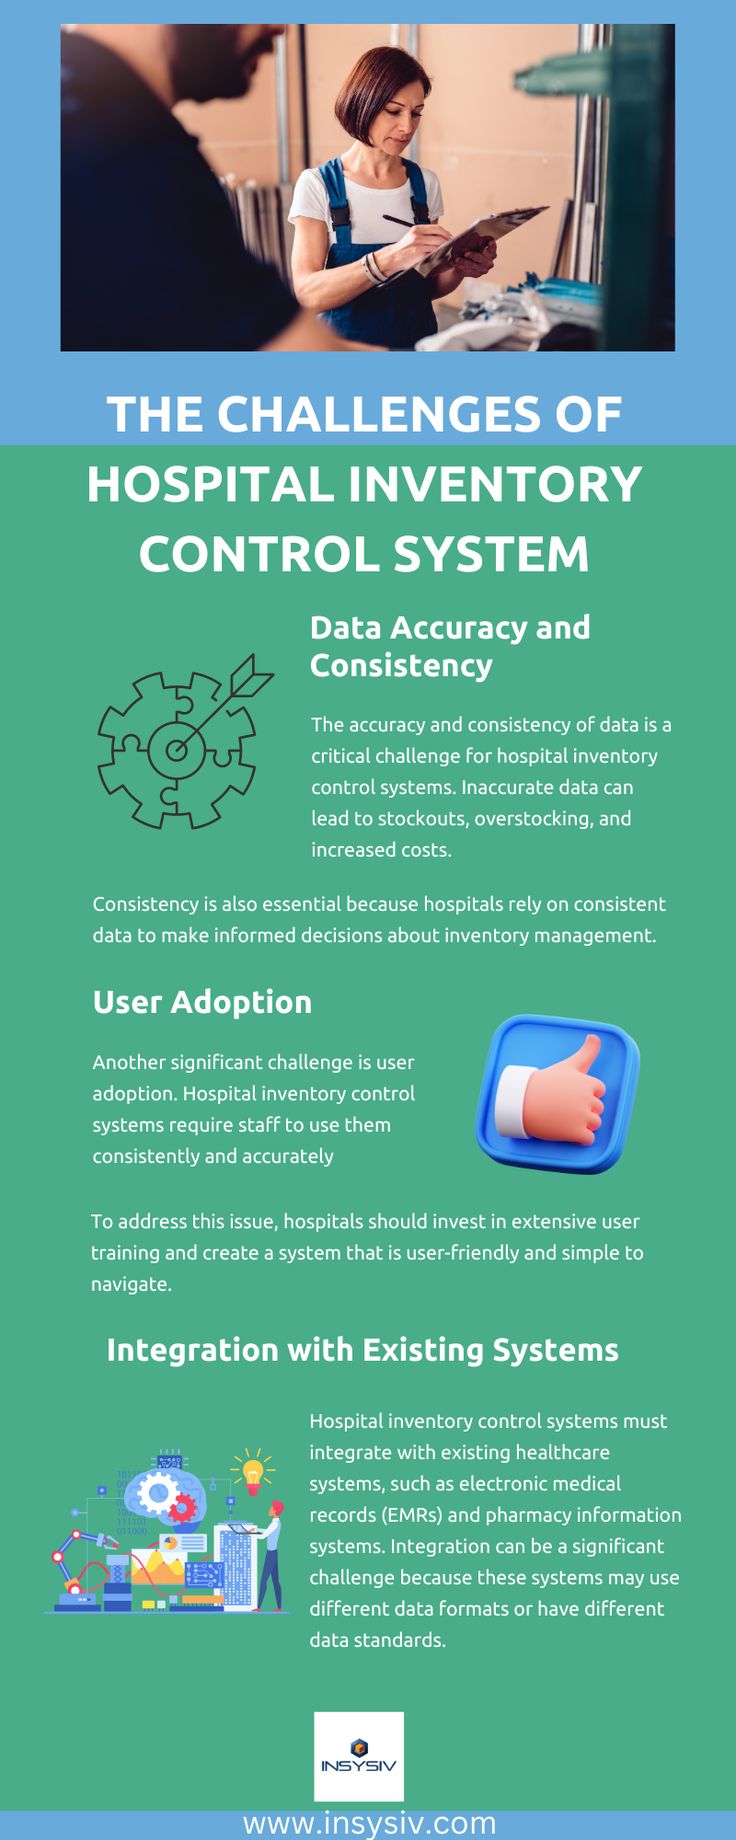 THE CHALLENGES OF
HOSPITAL INVENTORY
CONTROL SYSTEM
Data Accuracy and
Consistency
The accuracy and consistency of data is a
critical challenge for hospital inventory
control systems. Inaccurate data can
lead to stockouts, overstocking, and
increased costs.
Consistency is also essential because hospitals rely on consistent
data to make informed decisions about inventory management.
User Adoption
Another significant challenge is user
adoption. Hospital inventory control
systems require staff to use them
consistently and accurately
To address this issue, hospitals should invest in extensive user
training and create a system that is user-friendly and simple to
navigate.
Integration with Existing Systems
Hospital inventory control systems must
integrate with existing healthcare
systems, such as electronic medical
records (EMRs) and pharmacy information
systems. Integration can be a significant
challenge because these systems may use
different data formats or have different
data standards.
111101
011000
INSYSIV
www.insysiv.com